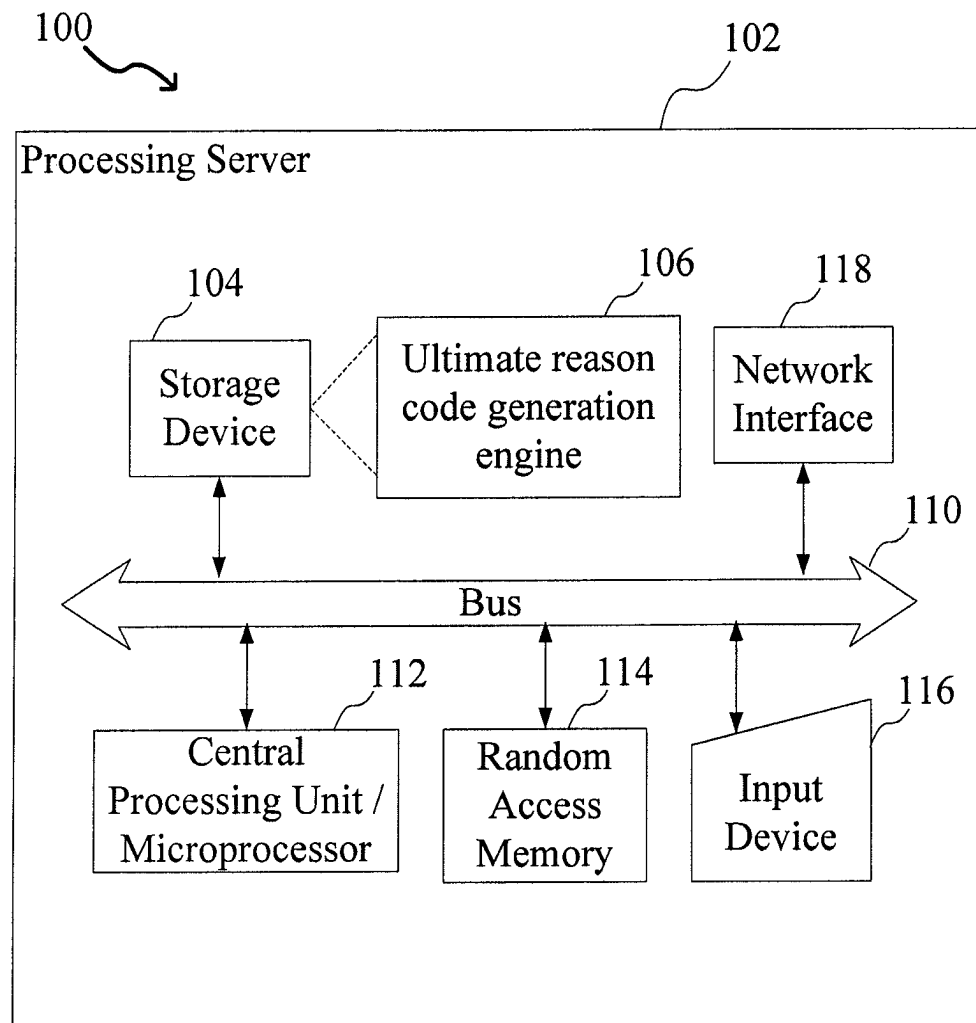 100
102
Processing Server
104
106
118
Storage
Device
Ultimate reason
code generation
engine
Network
Interface
110
Bus
112
114
116
Central
Processing Unit /
Microprocessor
Random
Access
Memory
Input
Device